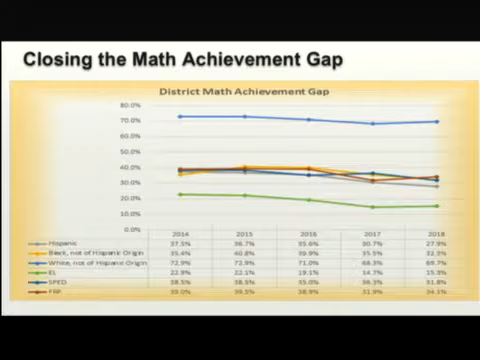 Closing the Math Achievement Gap
District Math Achievement Gap
80.0%
70.0%
60.0%
50.0%
40.0%
30.0%
20.0%
10.0%
0.0%
2014 2015 2016 2017 2018
Hispanic 37.5% 36.7% 35.6% 30.7% 27.9%
Black, not of Hispanic Origin 35.4% 40.8% 39.9% 35.5% 32.3%
White, not of Hispanic Origin 72.9% 72.9% 71.0% 68.3% 69.7%
EL 22.9% 22.1% 19.1% 14.7% 15.3%
SPED 38.5% 38.5% 35.0% 36.3% 31.8%
FRP 39.0% 39.5% 38.9% 31.9% 34.1%